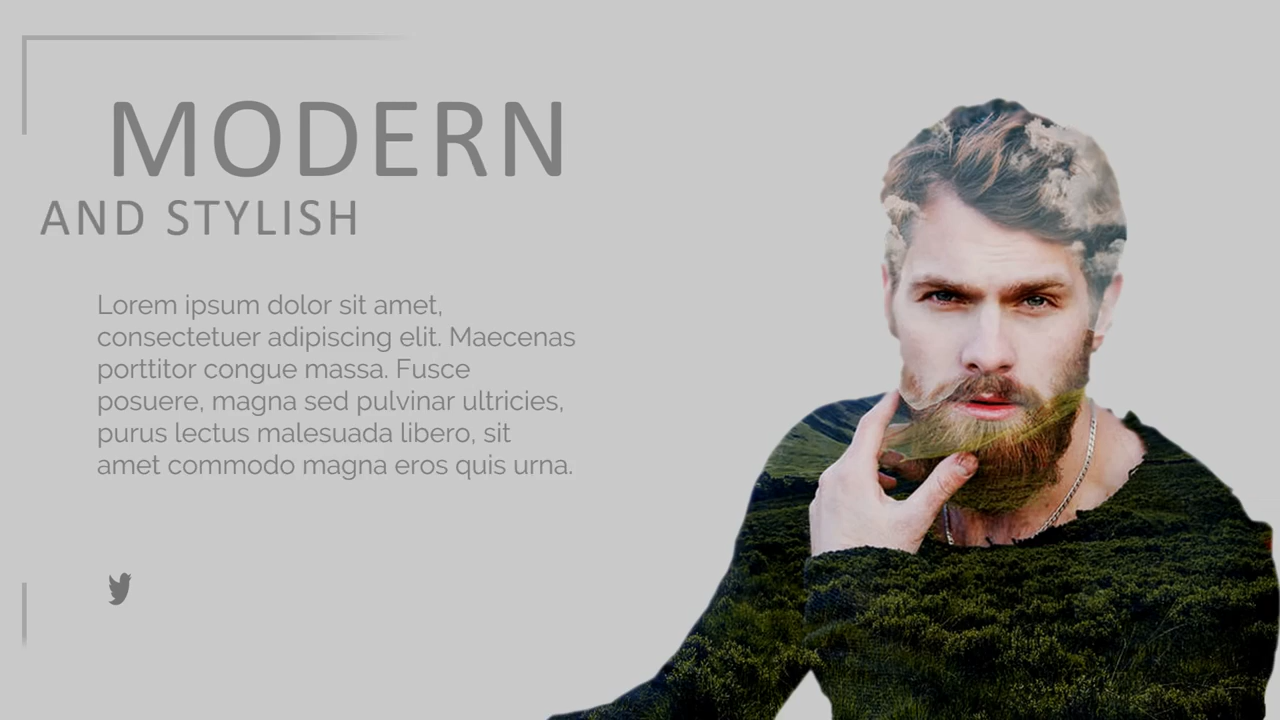 MODERN
AND STYLISH
Lorem ipsum dolor sit amet,
consectetuer adipiscing elit. Maecenas
porttitor congue massa. Fusce
posuere, magna sed pulvinar ultricies,
purus lectus malesuada libero, sit
amet commodo magna eros quis urna.